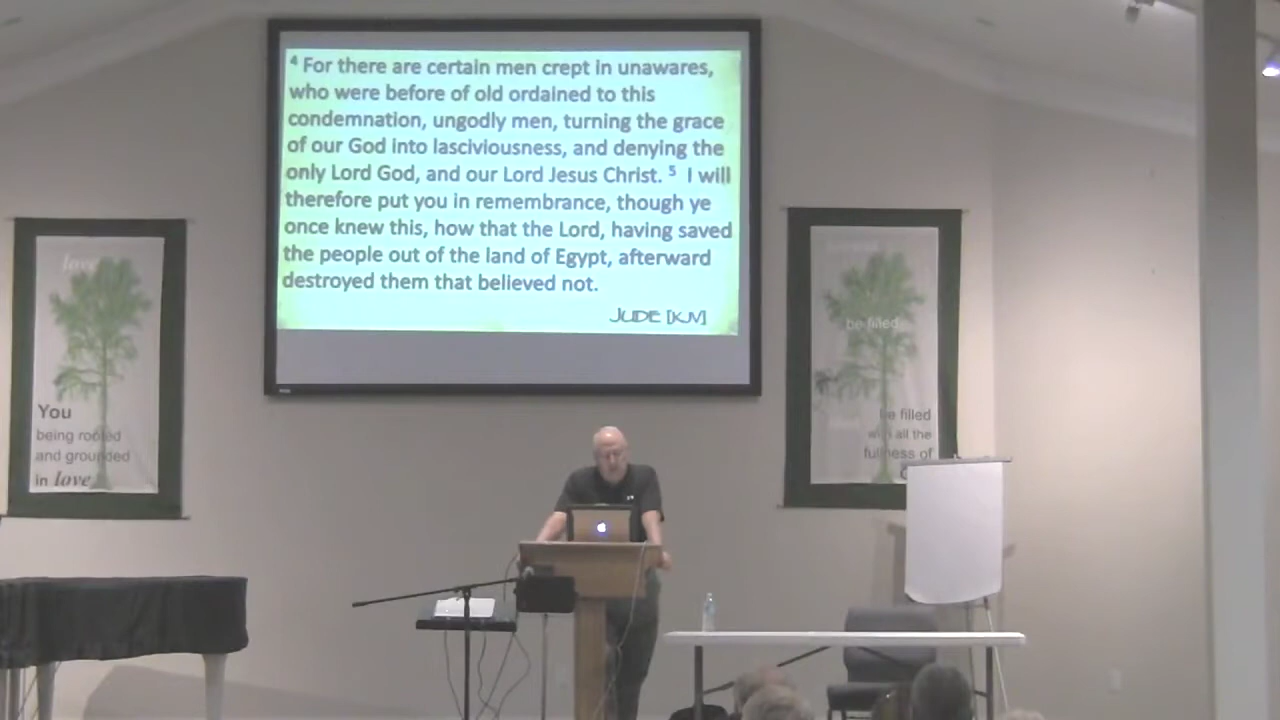 ⁴ For there are certain men crept in unawares,
who were before of old ordained to this
condemnation, ungodly men, turning the grace
of our God into lasciviousness, and denying the
only Lord God, and our Lord Jesus Christ. ⁵ I will
therefore put you in remembrance, though ye
once knew this, how that the Lord, having saved
the people out of the land of Egypt, afterward
destroyed them that believed not.
JUDE [KJV]
love
You
being rooted
and grounded
in love
be filled
be filled
with all the
fullness of